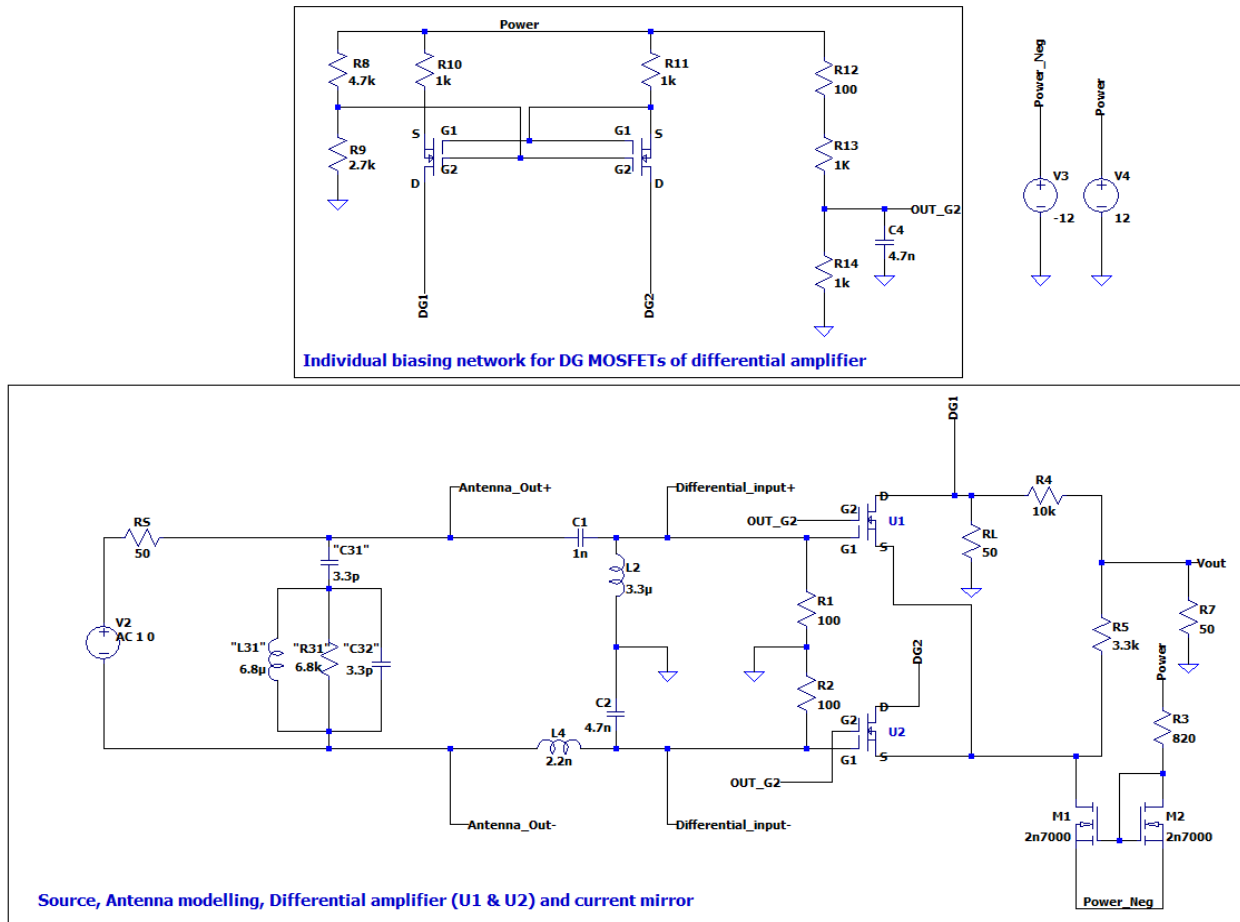 Power
R8
4.7k
R10
1k
R11
1k
R12
100
S
G1
G2
D
G1
S
G2
D
R9
2.7k
R13
1K
OUT_G2
C4
4.7n
R14
1k
DG1
DG2
Individual biasing network for DG MOSFETs of differential amplifier
Power_Neg
Power
V3
-12
V4
12
DG1
Antenna_Out+
Differential_input+
RS
50
C1
1n
"C31"
3.3p
L2
3.3µ
OUT_G2
G2
D
U1
G1
S
R4
10k
RL
50
Vout
V2
AC 1 0
"L31"
6.8µ
"R31"
6.8k
"C32"
3.3p
R1
100
R5
3.3k
R7
50
DG2
Power
C2
4.7n
R2
100
G2
D
U2
G1
S
R3
820
L4
2.2n
OUT_G2
Antenna_Out-
Differential_input-
M1
2n7000
M2
2n7000
Power_Neg
Source, Antenna modelling, Differential amplifier (U1 & U2) and current mirror